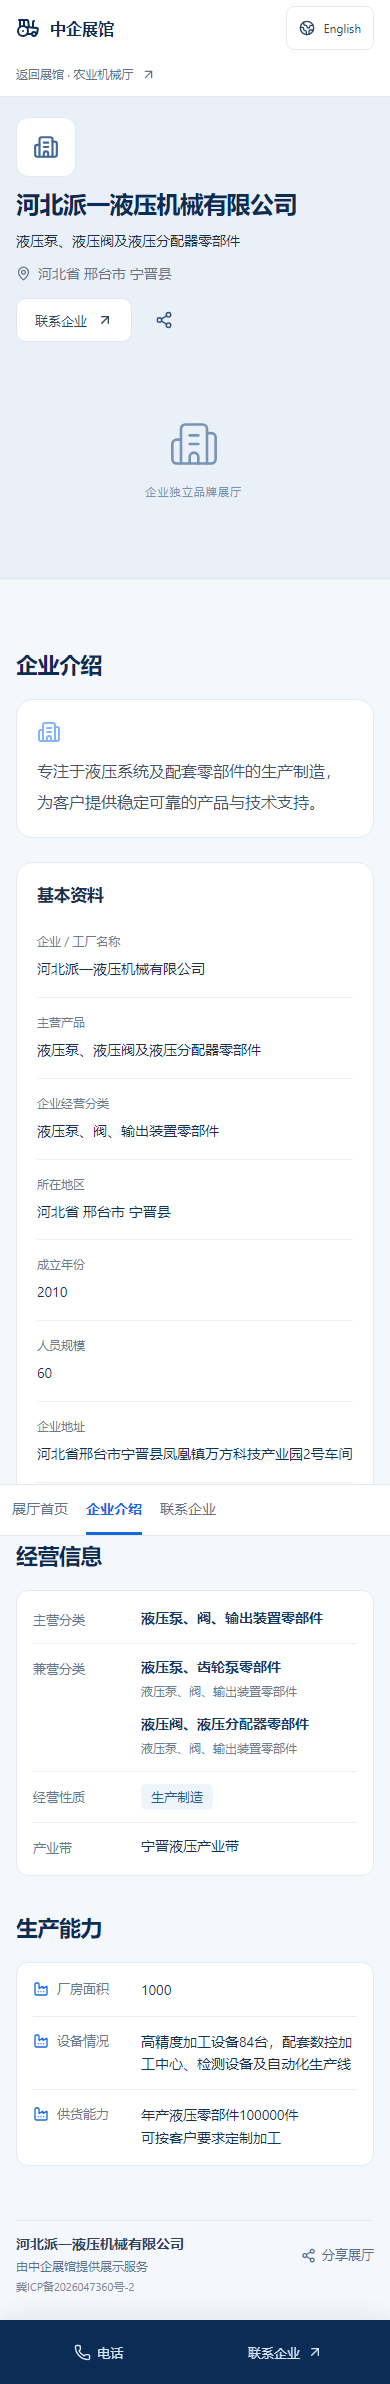 中企展馆
English
返回展馆 · 农业机械厅
河北派一液压机械有限公司
液压泵、液压阀及液压分配器零部件
河北省 邢台市 宁晋县
联系企业
企业独立品牌展厅
企业介绍
专注于液压系统及配套零部件的生产制造，
为客户提供稳定可靠的产品与技术支持。
基本资料
企业 / 工厂名称
河北派一液压机械有限公司
主营产品
液压泵、液压阀及液压分配器零部件
企业经营分类
液压泵、阀、输出装置零部件
所在地区
河北省 邢台市 宁晋县
成立年份
2010
人员规模
60
企业地址
河北省邢台市宁晋县凤凰镇万方科技产业园2号车间
展厅首页 企业介绍 联系企业
经营信息
主营分类 液压泵、阀、输出装置零部件
兼营分类 液压泵、齿轮泵零部件
液压泵、阀、输出装置零部件
液压阀、液压分配器零部件
液压泵、阀、输出装置零部件
经营性质 生产制造
产业带 宁晋液压产业带
生产能力
厂房面积 1000
设备情况 高精度加工设备84台，配套数控加
工中心、检测设备及自动化生产线
供货能力 年产液压零部件100000件
可按客户要求定制加工
河北派一液压机械有限公司
由中企展馆提供展示服务
冀ICP备2026047360号-2
分享展厅
电话 联系企业